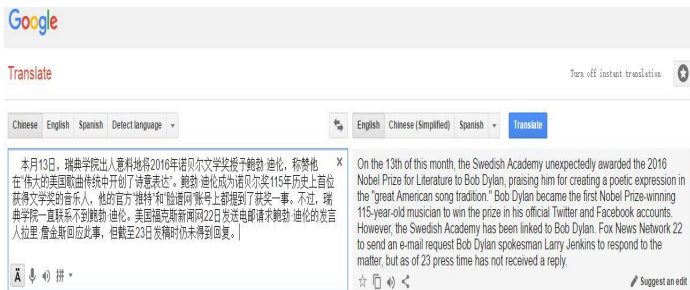 Google
Translate
Turn off instant translation
Chinese English Spanish Detect language
English Chinese (Simplified) Spanish Translate
本月13日，瑞典学院出人意料地将2016年诺贝尔文学奖授予鲍勃·迪伦，称赞他
在“伟大的美国歌曲传统中开创了诗意表达”。鲍勃·迪伦成为诺贝尔奖115年历史上首位
获得文学奖的音乐人，他的官方“推特”和“脸谱网”账号上都提到了获奖一事。不过，瑞
典学院一直联系不到鲍勃·迪伦。美国福克斯新闻网22日发送电邮请求鲍勃·迪伦的发言
人拉里·詹金斯回应此事，但截至23日发稿时仍未得到回复。
Ä 拼
On the 13th of this month, the Swedish Academy unexpectedly awarded the 2016
Nobel Prize for Literature to Bob Dylan, praising him for creating a poetic expression in
the "great American song tradition." Bob Dylan became the first Nobel Prize-winning
115-year-old musician to win the prize in his official Twitter and Facebook accounts.
However, the Swedish Academy has been linked to Bob Dylan. Fox News Network 22
to send an e-mail request Bob Dylan spokesman Larry Jenkins to respond to the
matter, but as of 23 press time has not received a reply.
Suggest an edit